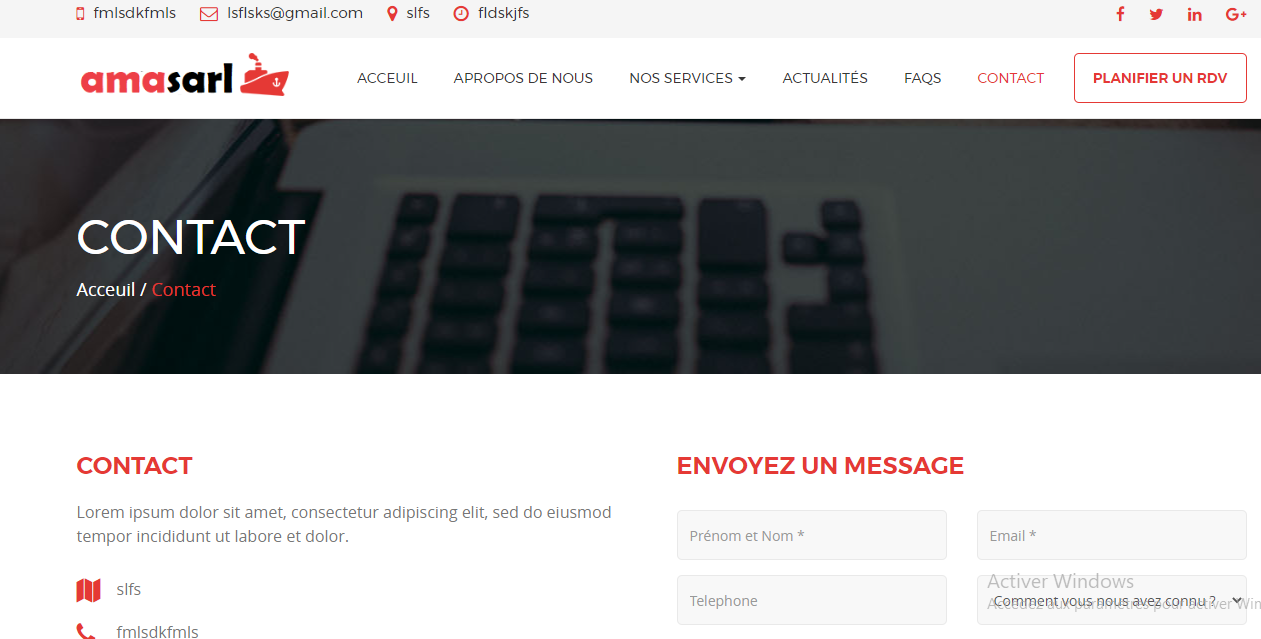 fmlsdkfmls lsflsks@gmail.com slfs fldskjfs
amasarl ACCEUIL APROPOS DE NOUS NOS SERVICES ACTUALITÉS FAQS CONTACT PLANIFIER UN RDV
CONTACT
Acceuil / Contact
CONTACT
Lorem ipsum dolor sit amet, consectetur adipiscing elit, sed do eiusmod
tempor incididunt ut labore et dolor.
slfs
fmlsdkfmls
ENVOYEZ UN MESSAGE
Prénom et Nom * Email *
Telephone Comment vous nous avez connu ?
Activer Windows
Accédez aux paramètres pour activer Win